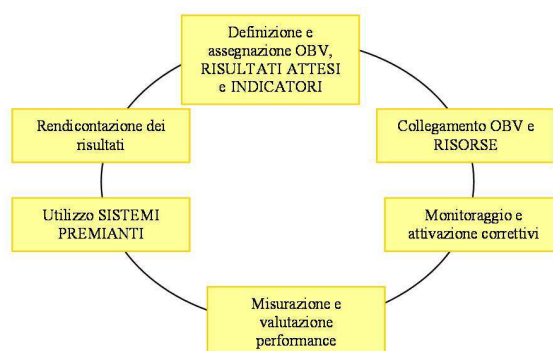 Definizione e
assegnazione OBV,
RISULTATI ATTESI
e INDICATORI
Collegamento OBV e
RISORSE
Monitoraggio e
attivazione correttivi
Misurazione e
valutazione
performance
Utilizzo SISTEMI
PREMIANTI
Rendicontazione dei
risultati